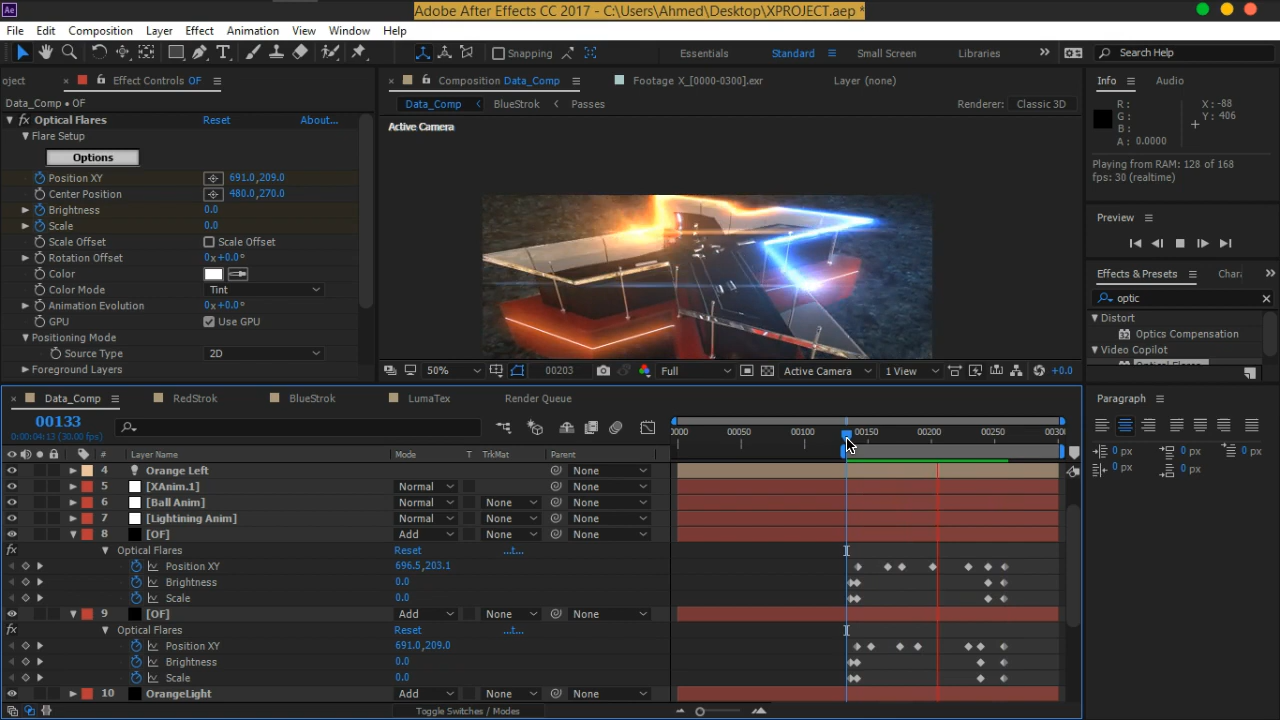 Ae
Adobe After Effects CC 2017 - C:\Users\Ahmed\Desktop\XPROJECT.aep *
File Edit Composition Layer Effect Animation View Window Help
T Snapping Essentials Standard Small Screen Libraries Search Help
oject Effect Controls OF Composition Data_Comp Footage X_[0000-0300].exr Layer (none) Info Audio
Data_Comp • OF Data_Comp BlueStrok Passes Renderer: Classic 3D
fx Optical Flares Reset About...
Flare Setup
Options
Position XY 691.0,209.0
Center Position 480.0,270.0
Brightness 0.0
Scale 0.0
Scale Offset Scale Offset
Rotation Offset 0x+0.0°
Color
Color Mode Tint
Animation Evolution 0x+0.0°
GPU Use GPU
Positioning Mode
Source Type 2D
Foreground Layers
Active Camera
50% 00203 Full Active Camera 1 View +0.0
R : X : -88
G : Y : 406
B :
A : 0.0000
Playing from RAM: 128 of 168
fps: 30 (realtime)
Preview
Effects & Presets Chara
optic
Distort
32 Optics Compensation
Video Copilot
Data_Comp RedStrok BlueStrok LumaTex Render Queue
00133
0:00:04:13 (30.00 fps)
0000 00050 00100 00150 00200 00250 0030
# Layer Name Mode T TrkMat Parent
4 Orange Left None
5 [XAnim.1] Normal None
6 [Ball Anim] Normal None None
7 [Lightining Anim] Normal None None
8 [OF] Add None None
fx Optical Flares Reset ...t...
Position XY 696.5,203.1
Brightness 0.0
Scale 0.0
9 [OF] Add None None
fx Optical Flares Reset ...t...
Position XY 691.0,209.0
Brightness 0.0
Scale 0.0
10 OrangeLight Add None None
Toggle Switches / Modes
Paragraph
0 px 0 px 0 px
0 px 0 px